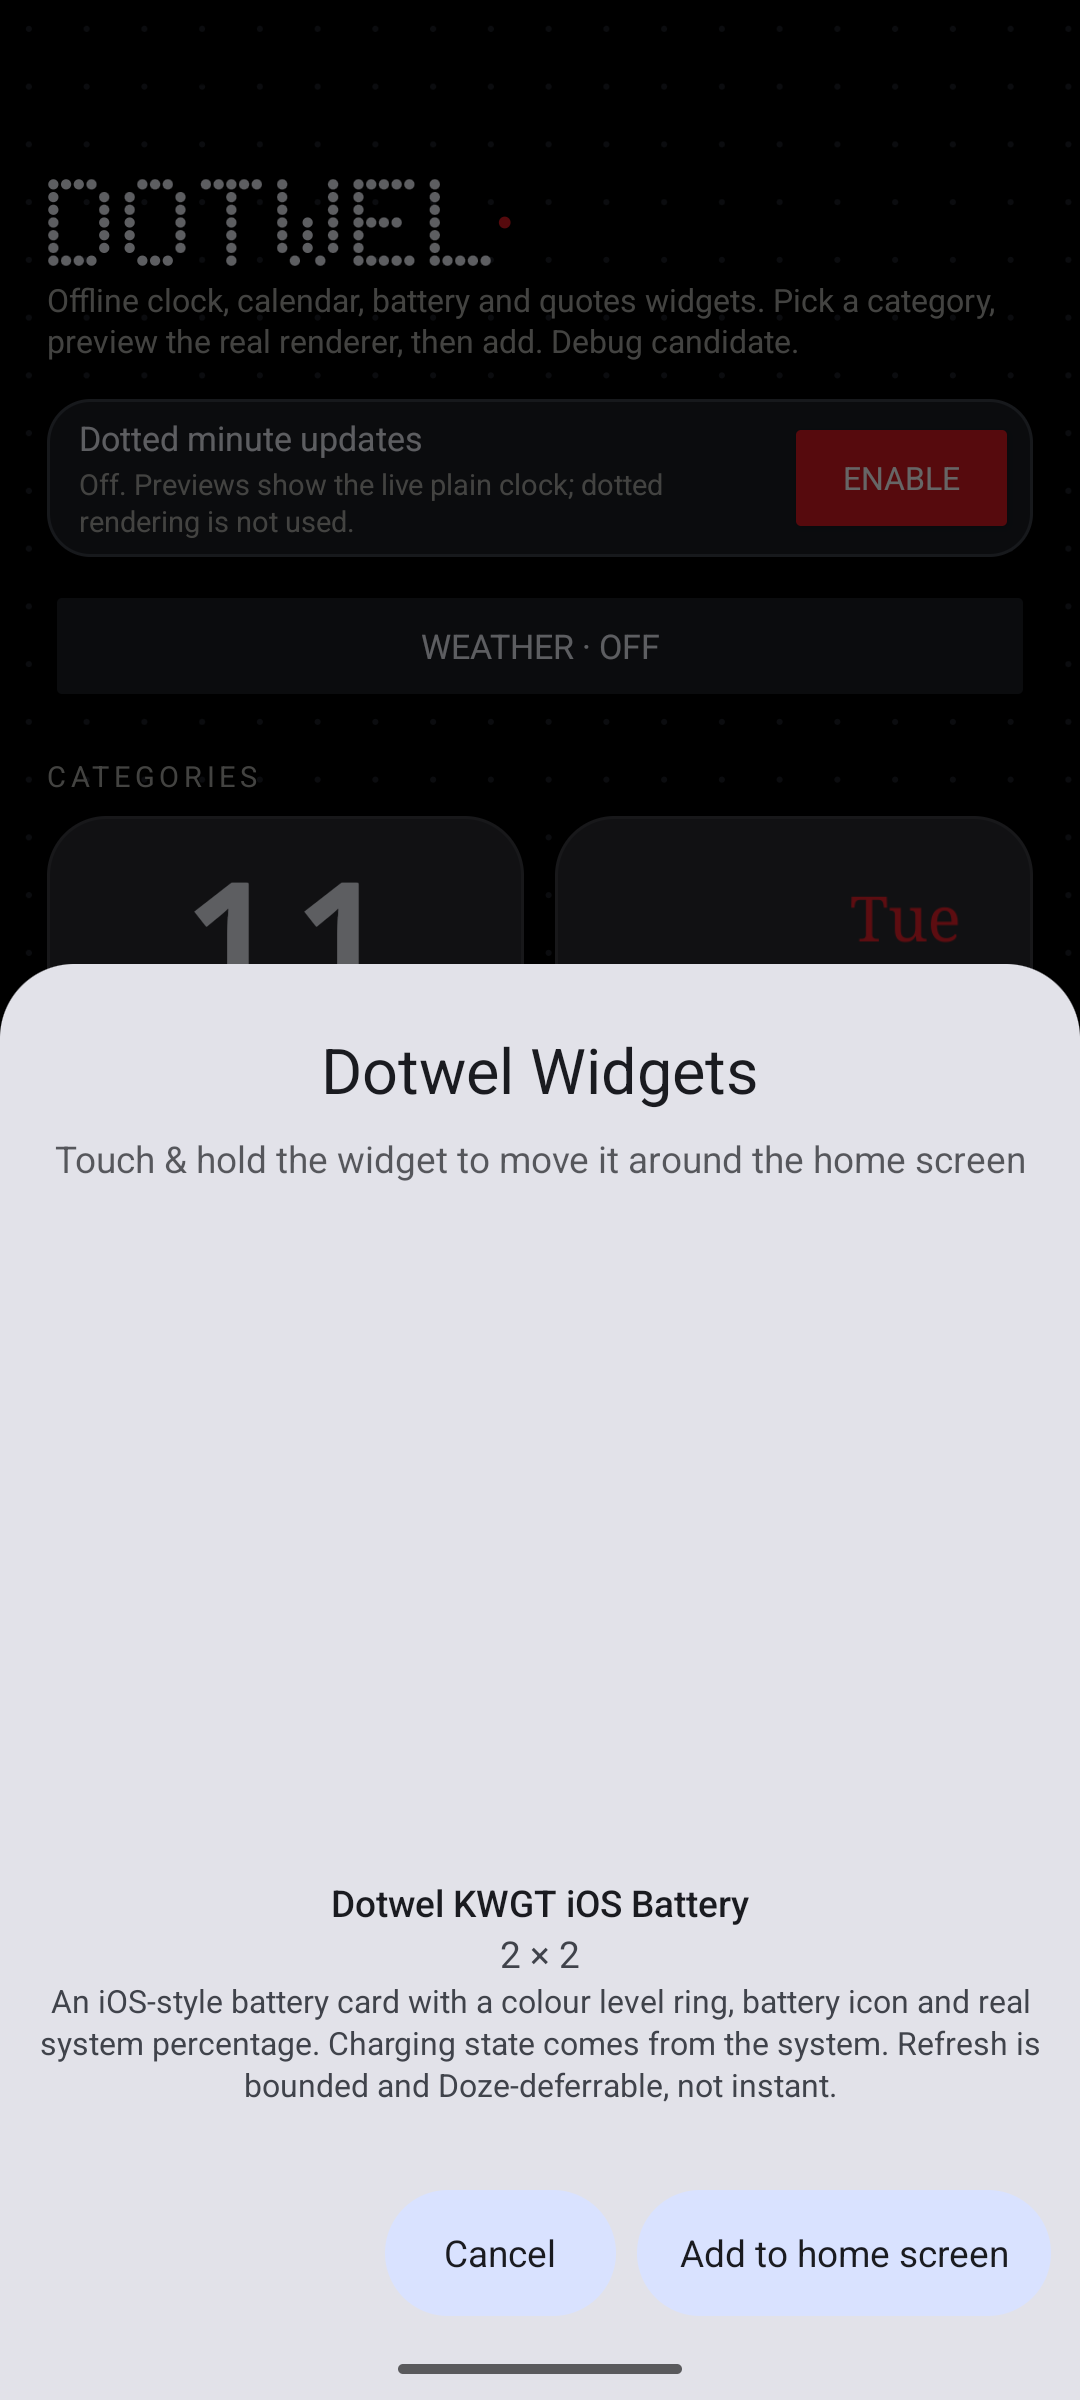 DOTWEL.
Offline clock, calendar, battery and quotes widgets. Pick a category,
preview the real renderer, then add. Debug candidate.
Dotted minute updates
Off. Previews show the live plain clock; dotted
rendering is not used.
ENABLE
WEATHER · OFF
CATEGORIES
11
Tue
Dotwel Widgets
Touch & hold the widget to move it around the home screen
Dotwel KWGT iOS Battery
2 × 2
An iOS-style battery card with a colour level ring, battery icon and real
system percentage. Charging state comes from the system. Refresh is
bounded and Doze-deferrable, not instant.
Cancel
Add to home screen